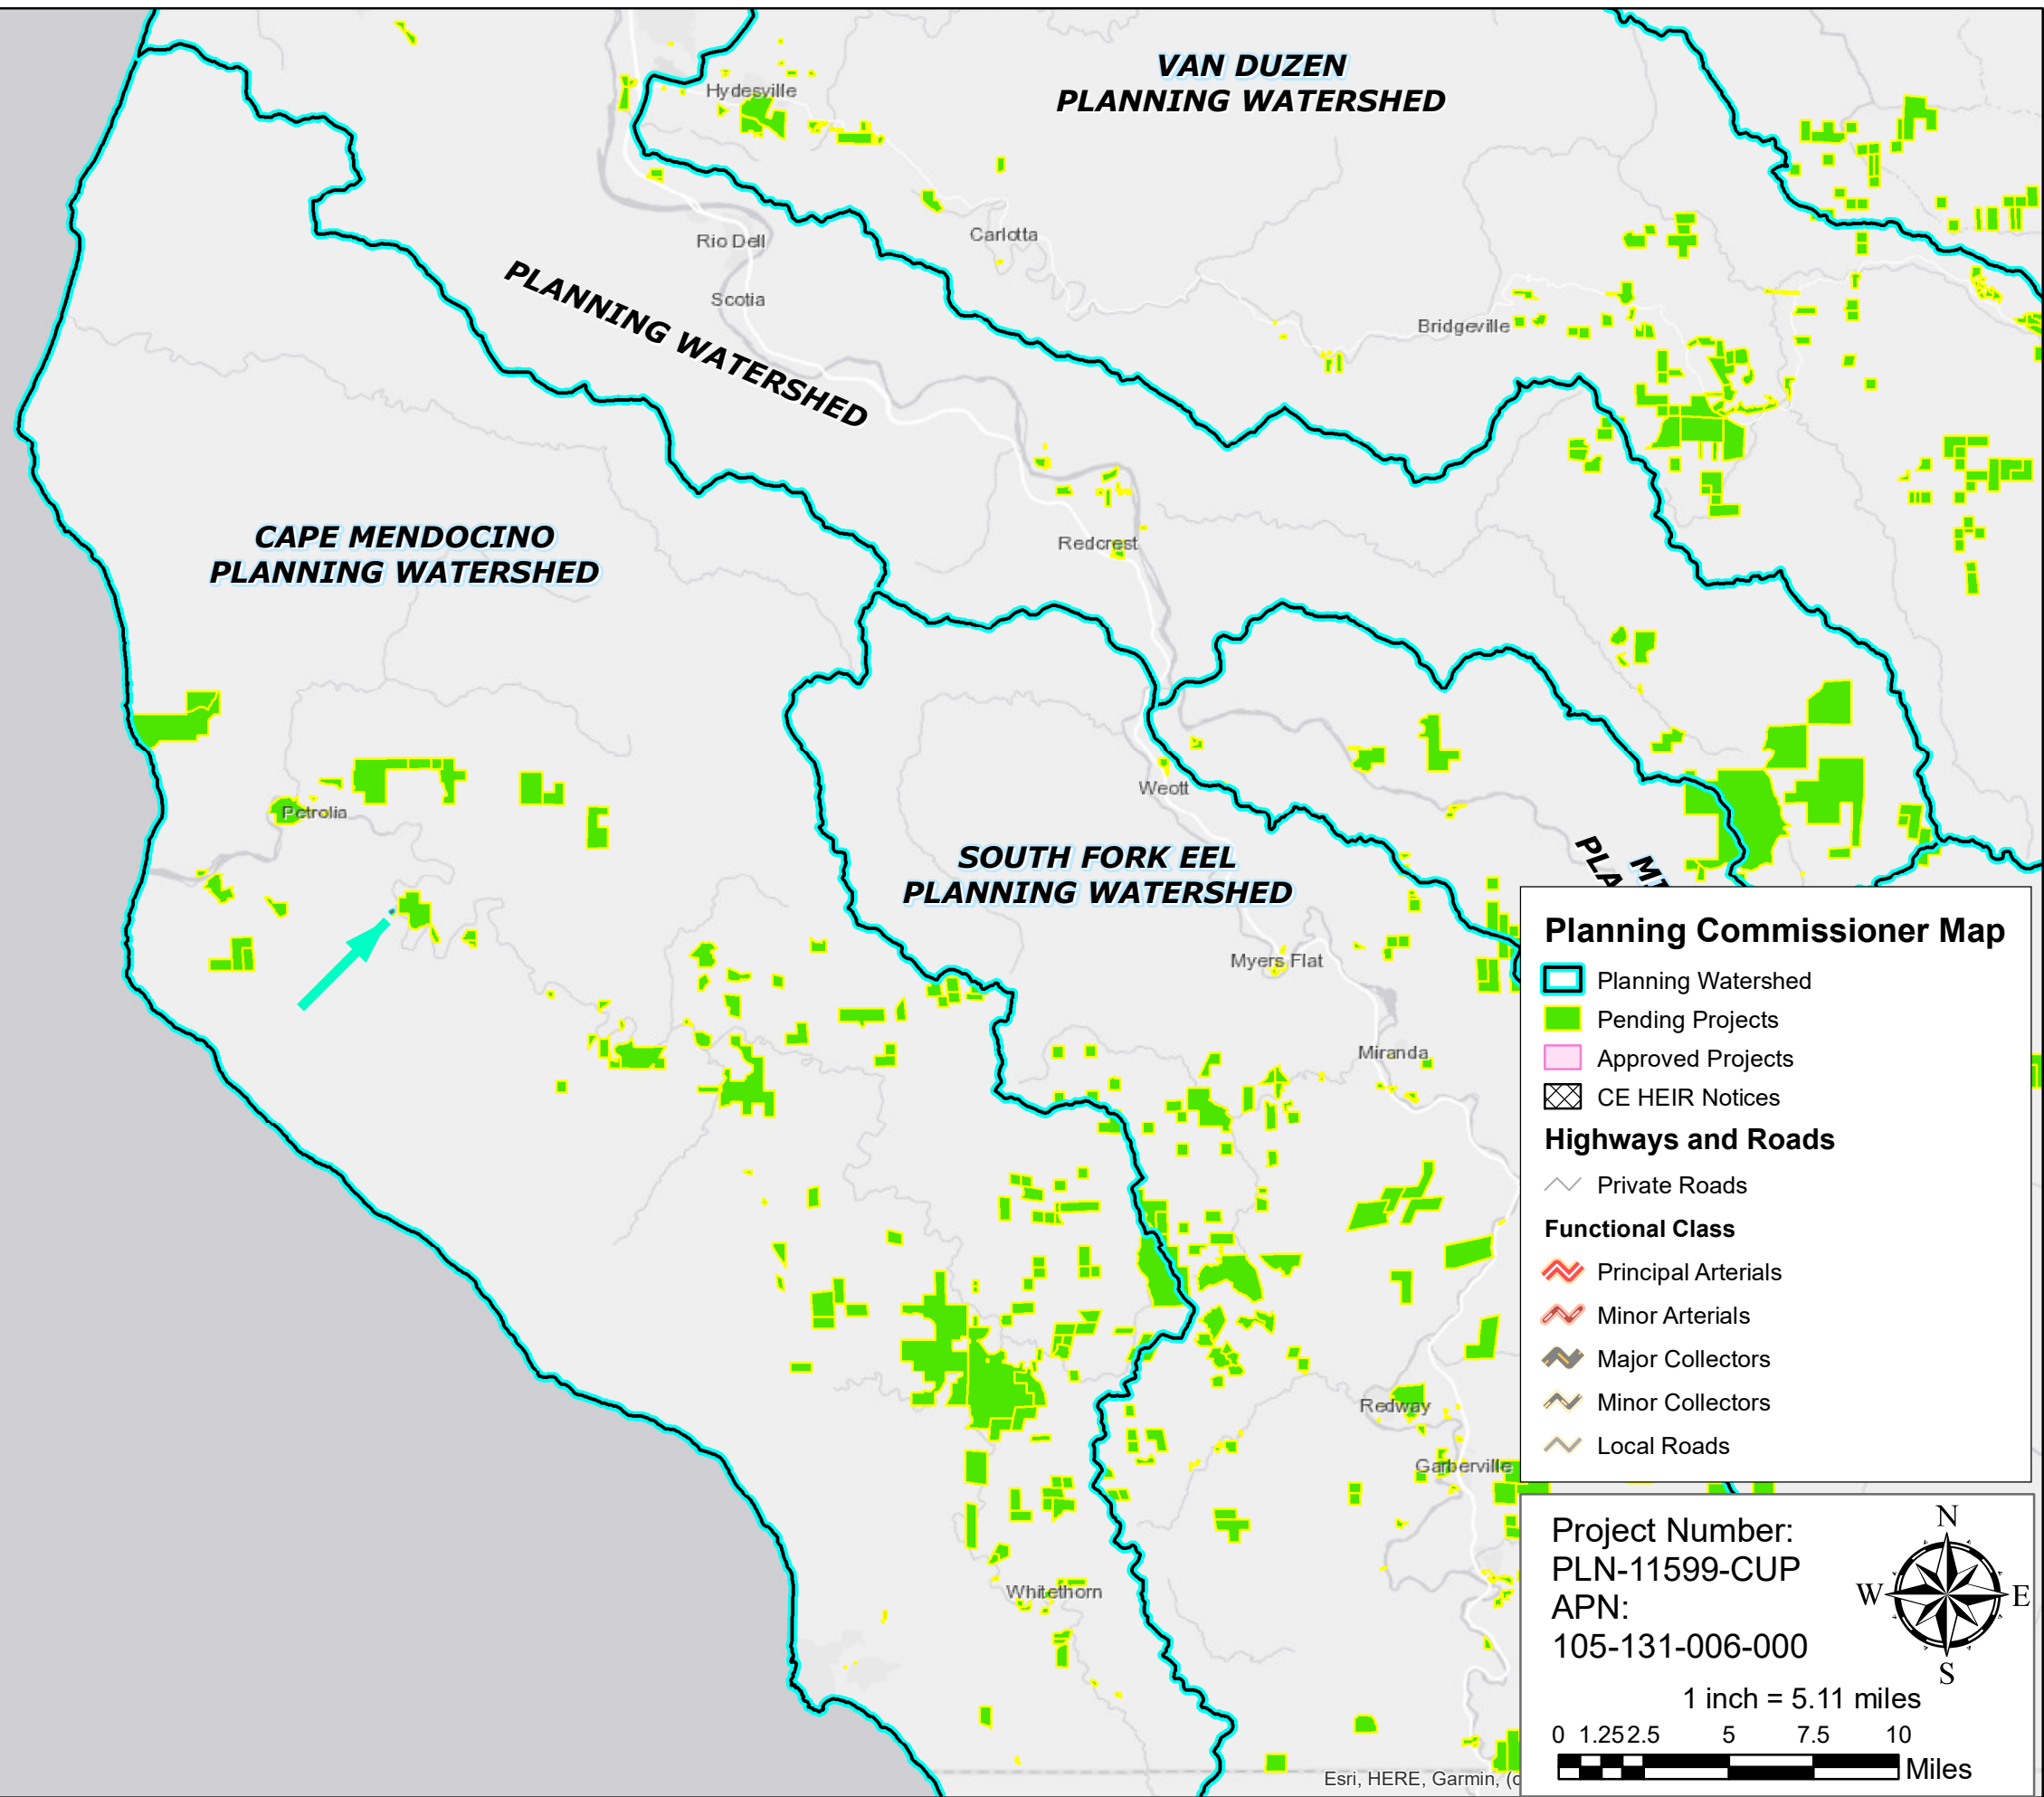 VAN DUZEN
PLANNING WATERSHED
Hydesville
Carlotta
Rio Dell
Scotia
PLANNING WATERSHED
Bridgeville
CAPE MENDOCINO
PLANNING WATERSHED
Redcrest
Weott
Petrolia
SOUTH FORK EEL
PLANNING WATERSHED
Myers Flat
Miranda
Redway
Garberville
Whitethorn
Esri, HERE, Garmin, (c
Planning Commissioner Map
Planning Watershed
Pending Projects
Approved Projects
CE HEIR Notices
Highways and Roads
Private Roads
Functional Class
Principal Arterials
Minor Arterials
Major Collectors
Minor Collectors
Local Roads
Project Number:
PLN-11599-CUP
APN:
105-131-006-000
N
W E
S
1 inch = 5.11 miles
0 1.25 2.5 5 7.5 10
Miles